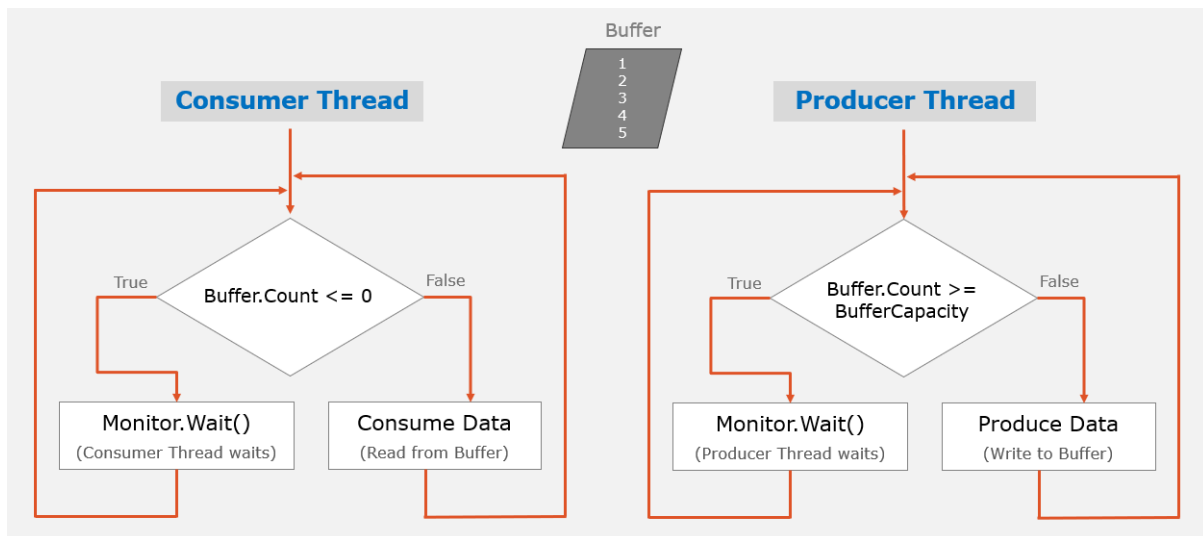 Buffer
1
2
3
4
5
Consumer Thread
True
False
Buffer.Count <= 0
Monitor.Wait()
(Consumer Thread waits)
Consume Data
(Read from Buffer)
Producer Thread
True
False
Buffer.Count >=
BufferCapacity
Monitor.Wait()
(Producer Thread waits)
Produce Data
(Write to Buffer)